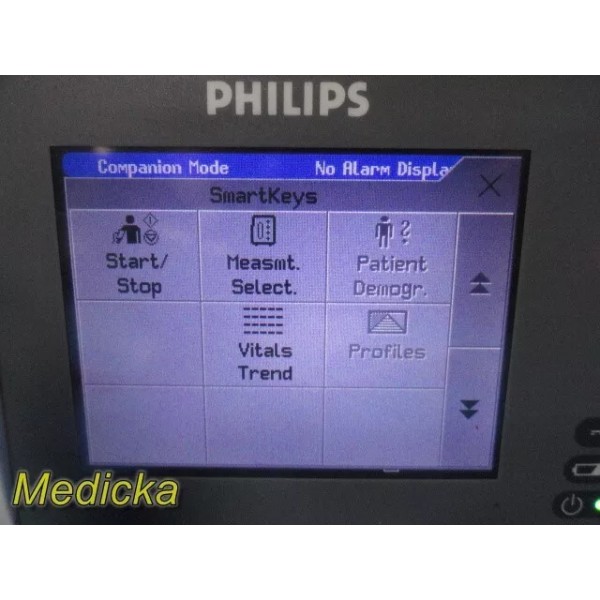 PHILIPS
Companion Mode No Alarm Displa
SmartKeys
Start/
Stop
Measmt.
Select.
Patient
Demogr.
Vitals
Trend
Profiles
Medicka